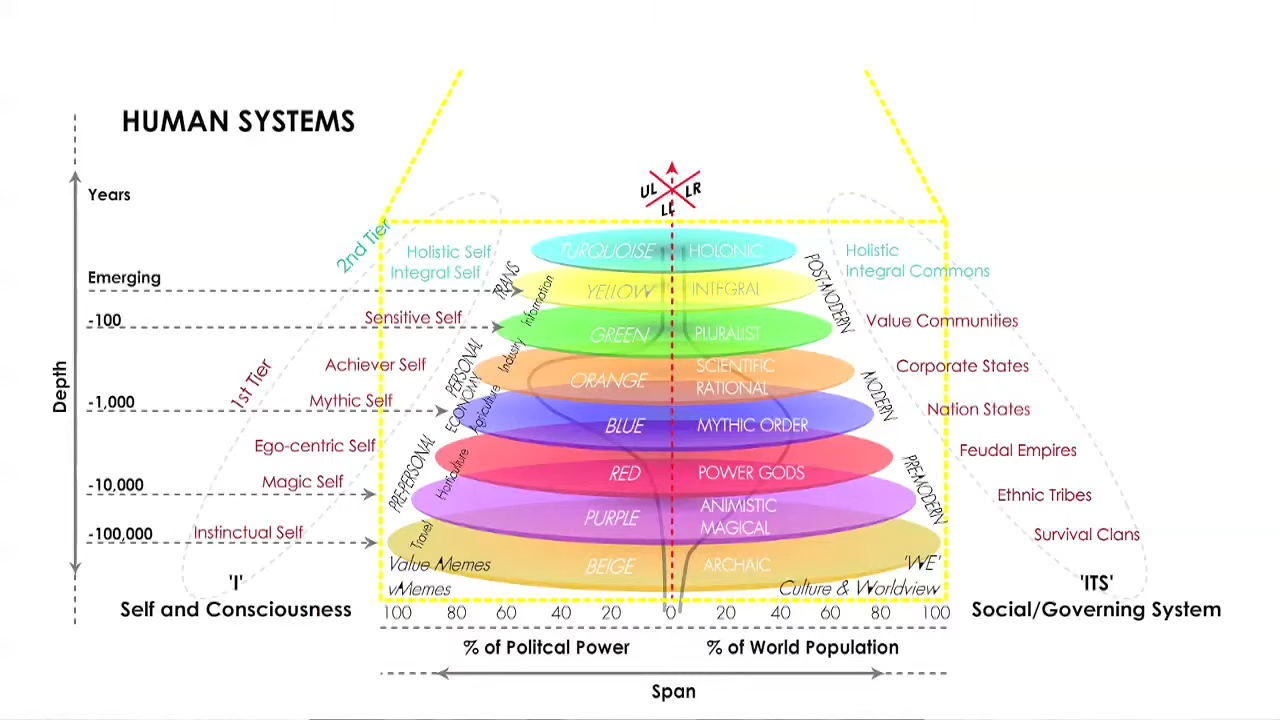 HUMAN SYSTEMS
Years
UL
LR
LL
2nd Tier
Holistic Self
Integral Self
TRANS
TURQUOISE
HOLONIC
POST-MODERN
Holistic
Integral Commons
Emerging
YELLOW
INTEGRAL
Information
-100
Sensitive Self
GREEN
PLURALIST
Value Communities
Industry
1st Tier
Achiever Self
PERSONAL
ECONOMY
ORANGE
SCIENTIFIC
RATIONAL
MODERN
Corporate States
Depth
-1,000
Mythic Self
Agriculture
BLUE
MYTHIC ORDER
Nation States
Ego-centric Self
PRE-PERSONAL
Horticulture
RED
POWER GODS
PRE-MODERN
Feudal Empires
-10,000
Magic Self
PURPLE
ANIMISTIC
MAGICAL
Ethnic Tribes
-100,000
Instinctual Self
Travel
BEIGE
ARCHAIC
Survival Clans
Value Memes
vMemes
'WE'
Culture & Worldview
'I'
Self and Consciousness
'ITS'
Social/Governing System
100 80 60 40 20 0 20 40 60 80 100
% of Politcal Power
% of World Population
Span